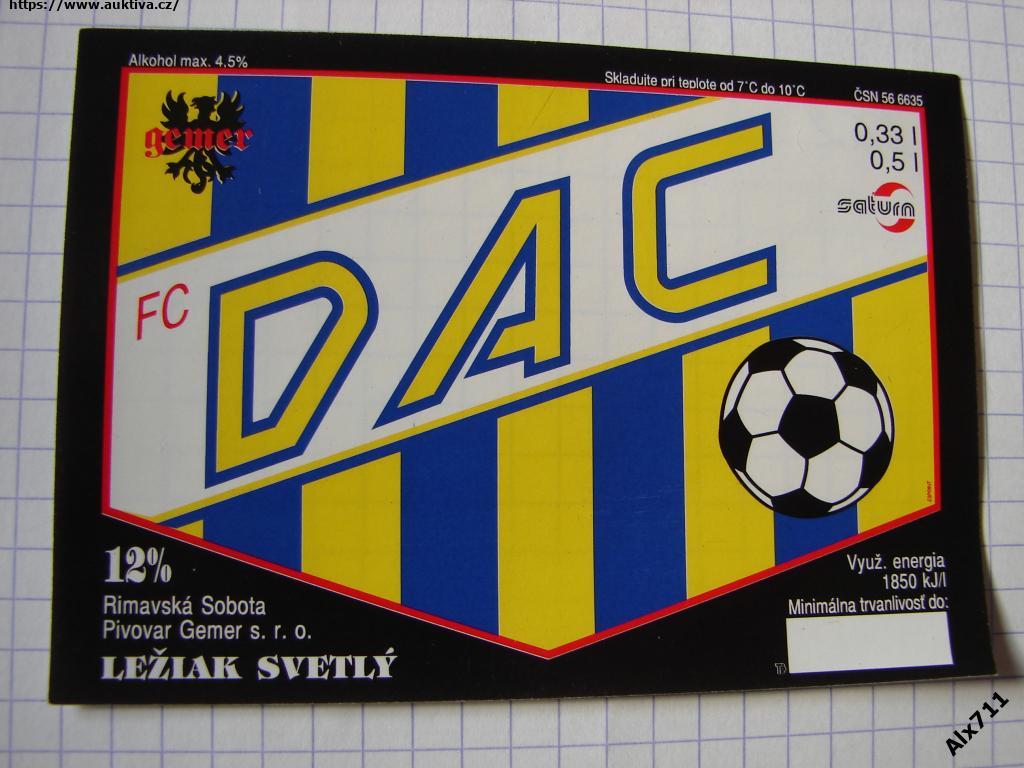 https://www.auktiva.cz/
Alkohol max. 4,5%
Skladujte pri teplote od 7°C do 10°C
ČSN 56 6635
gemer
0,33 l
0,5 l
saturn
FC
DAC
12%
Rimavská Sobota
Pivovar Gemer s. r. o.
LEŽIAK SVETLÝ
Využ. energia
1850 kJ/l
Minimálna trvanlivosť do:
Alx711